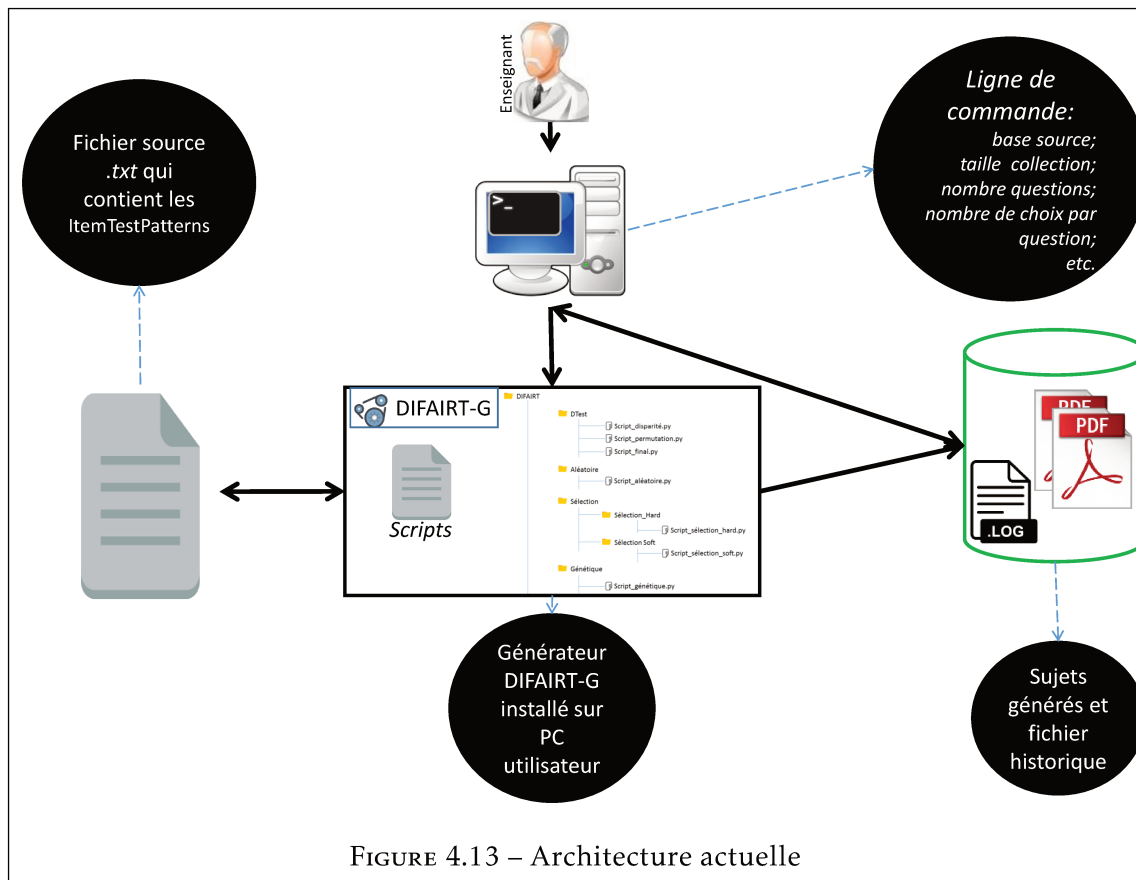 Enseignant
Fichier source
.txt qui
contient les
ItemTestPatterns
>_
Ligne de
commande:
base source;
taille collection;
nombre questions;
nombre de choix par
question;
etc.
DIFAIRT-G
Scripts
DIFAIRT
DTest
Script_disparité.py
Script_permutation.py
Script_final.py
Aléatoire
Script_aléatoire.py
Sélection
Sélection_Hard
Script_sélection_hard.py
Sélection Soft
Script_sélection_soft.py
Génétique
Script_génétique.py
PDF
PDF
.LOG
Générateur
DIFAIRT-G
installé sur
PC
utilisateur
Sujets
générés et
fichier
historique
FIGURE 4.13 – Architecture actuelle